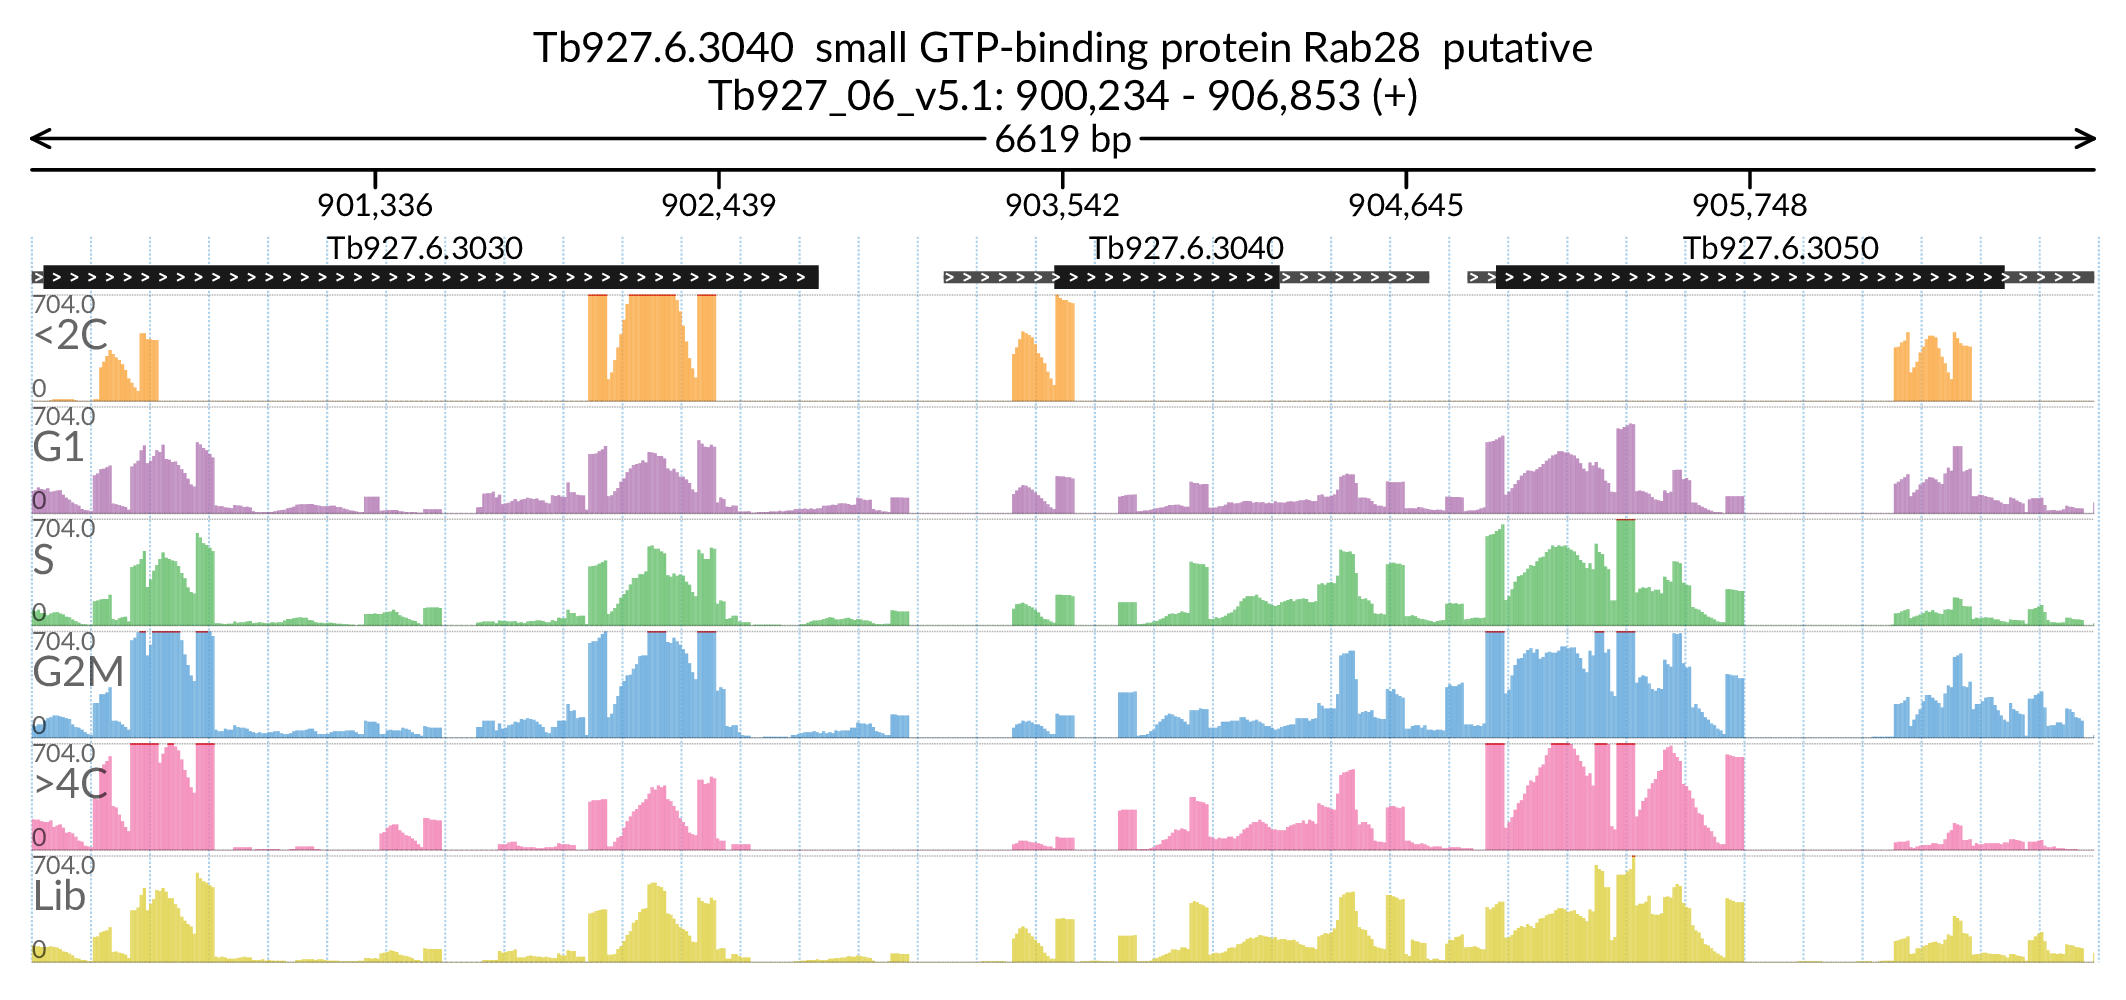 Tb927.6.3040  small GTP-binding protein Rab28  putative
Tb927_06_v5.1: 900,234 - 906,853 (+)
6619 bp
901,336 902,439 903,542 904,645 905,748
Tb927.6.3030 Tb927.6.3040 Tb927.6.3050
704.0
<2C
0
704.0
G1
0
704.0
S
0
704.0
G2M
0
704.0
>4C
0
704.0
Lib
0